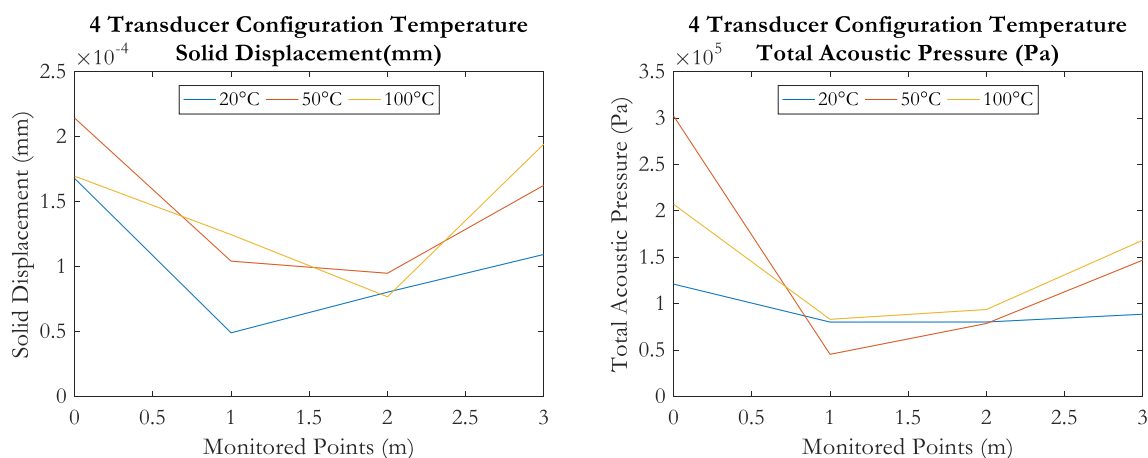 4 Transducer Configuration Temperature
Solid Displacement(mm)
×10-4
20°C 50°C 100°C
2.5
2
1.5
1
0.5
0
Solid Displacement (mm)
0 0.5 1 1.5 2 2.5 3
Monitored Points (m)
4 Transducer Configuration Temperature
Total Acoustic Pressure (Pa)
×105
20°C 50°C 100°C
3.5
3
2.5
2
1.5
1
0.5
0
Total Acoustic Pressure (Pa)
0 0.5 1 1.5 2 2.5 3
Monitored Points (m)